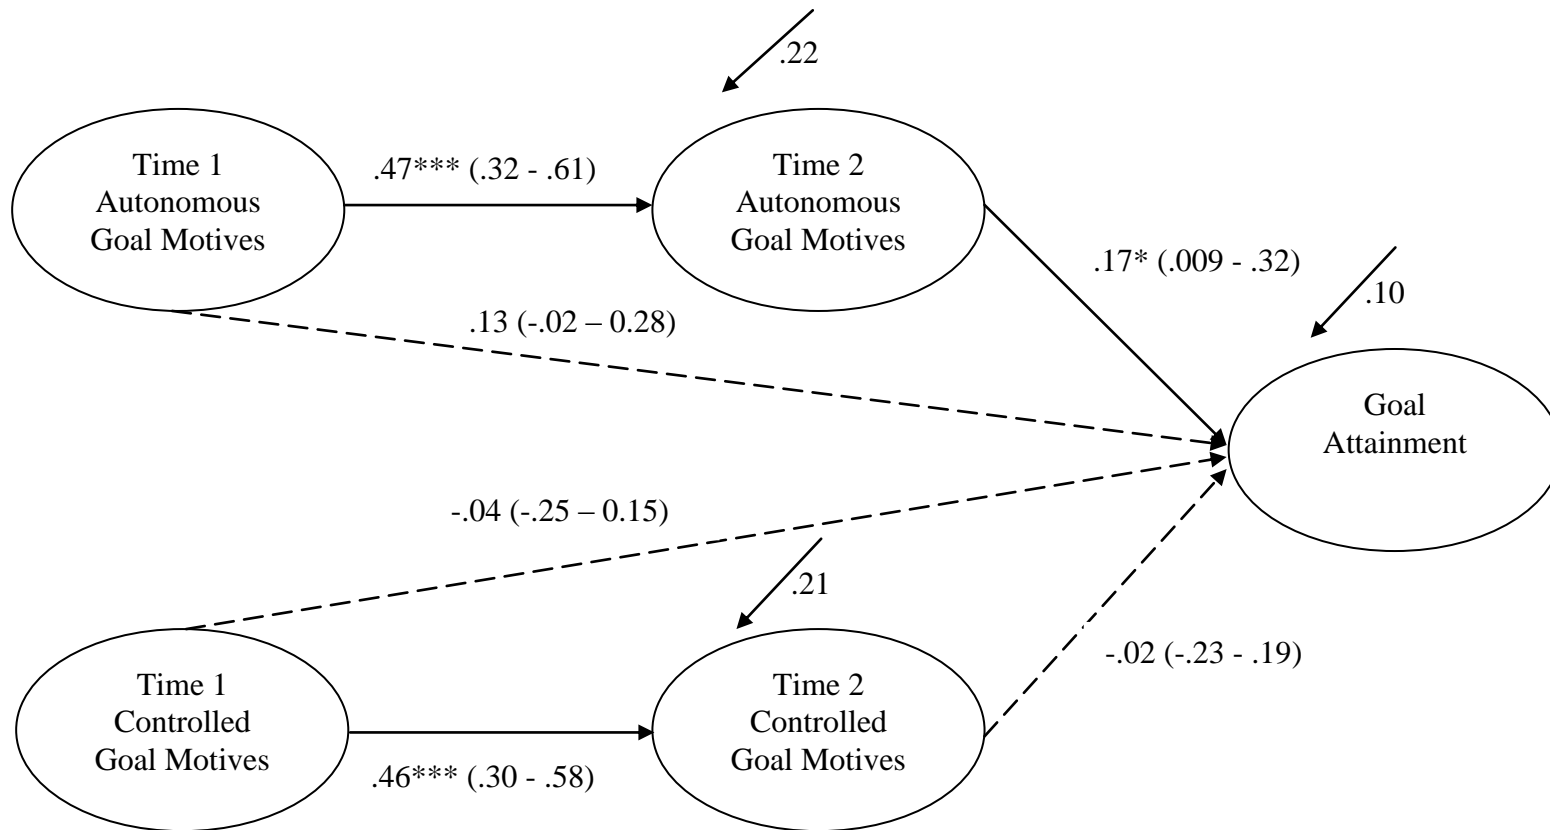 .22
Time 1
Autonomous
Goal Motives
.47*** (.32 - .61)
Time 2
Autonomous
Goal Motives
.17* (.009 - .32)
.10
.13 (-.02 – 0.28)
Goal
Attainment
-.04 (-.25 – 0.15)
.21
Time 1
Controlled
Goal Motives
.46*** (.30 - .58)
Time 2
Controlled
Goal Motives
-.02 (-.23 - .19)